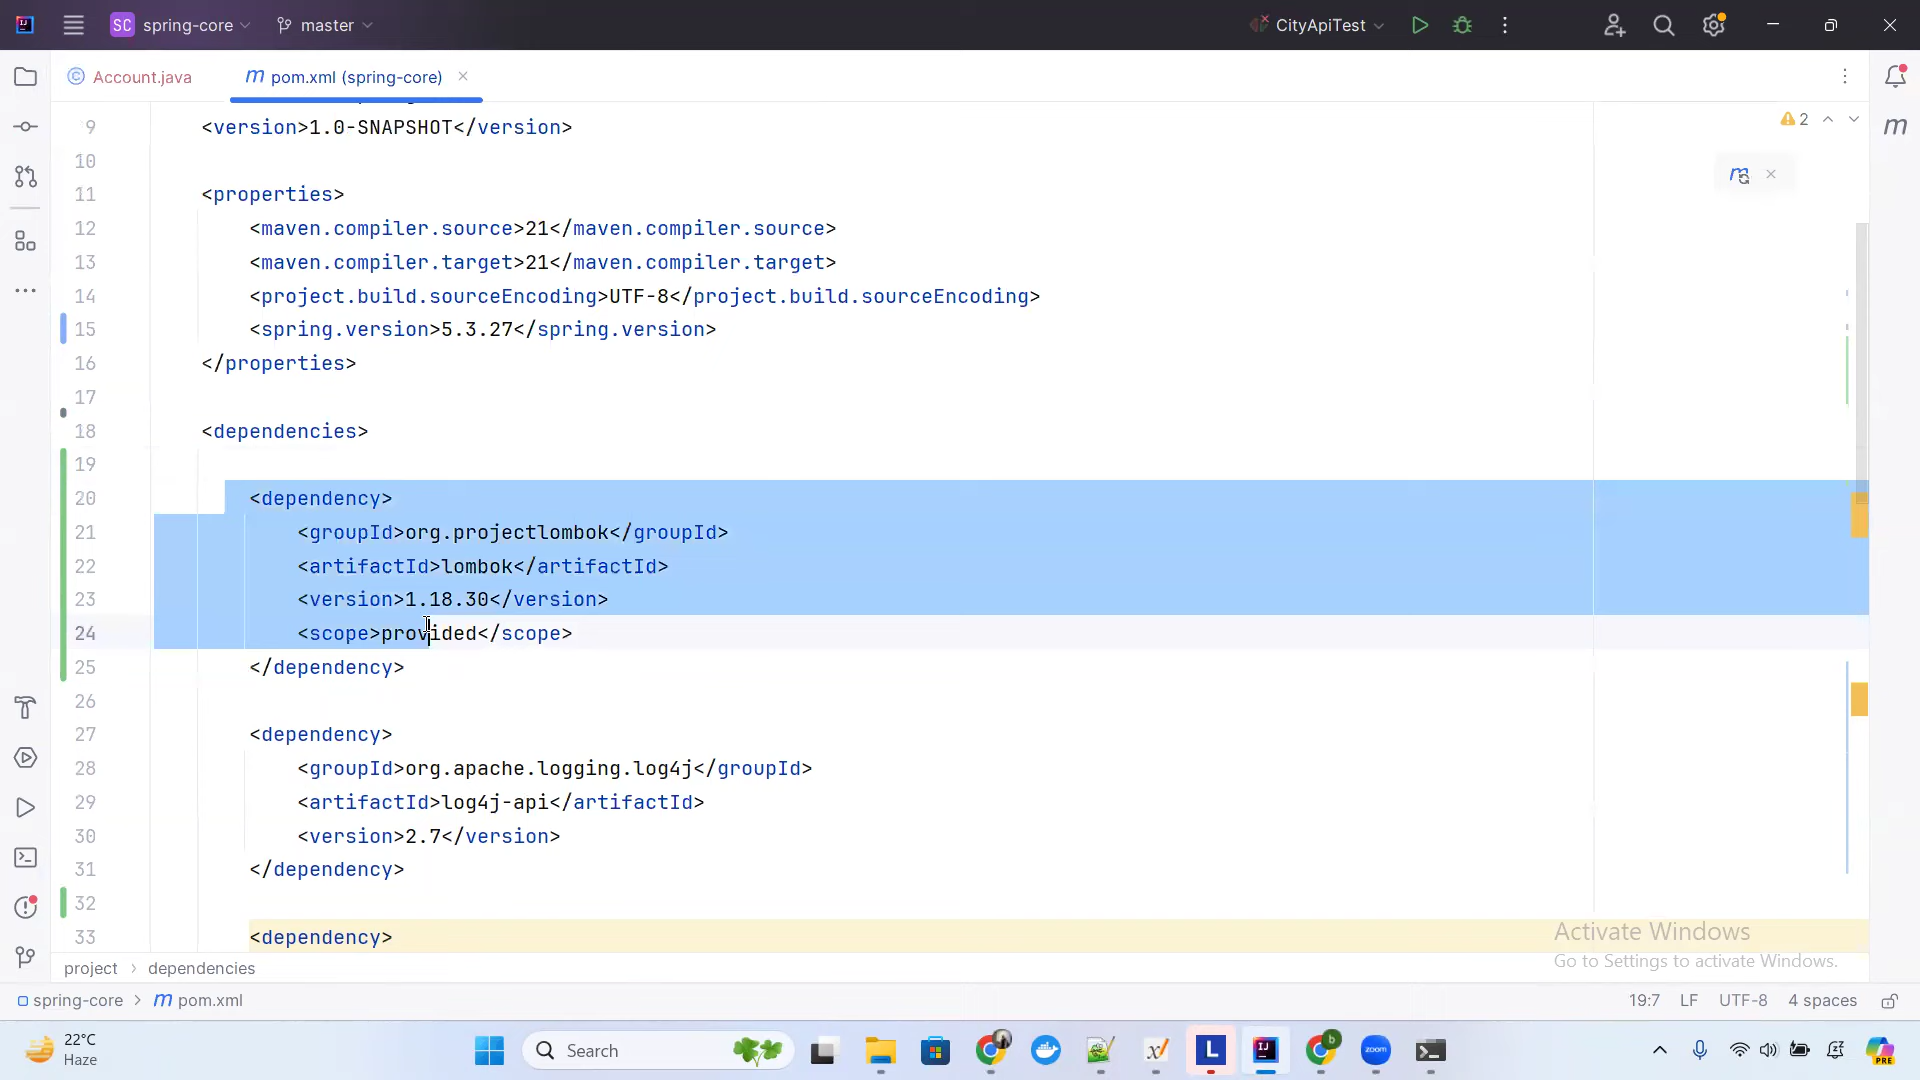 SC spring-core master CityApiTest
Account.java m pom.xml (spring-core)
9 <version>1.0-SNAPSHOT</version>
2
10
11 <properties>
12 <maven.compiler.source>21</maven.compiler.source>
13 <maven.compiler.target>21</maven.compiler.target>
14 <project.build.sourceEncoding>UTF-8</project.build.sourceEncoding>
15 <spring.version>5.3.27</spring.version>
16 </properties>
17
18 <dependencies>
19
20 <dependency>
21 <groupId>org.projectlombok</groupId>
22 <artifactId>lombok</artifactId>
23 <version>1.18.30</version>
24 <scope>provided</scope>
25 </dependency>
26
27 <dependency>
28 <groupId>org.apache.logging.log4j</groupId>
29 <artifactId>log4j-api</artifactId>
30 <version>2.7</version>
31 </dependency>
32
33 <dependency>
Activate Windows
Go to Settings to activate Windows.
project > dependencies
spring-core > m pom.xml 19:7 LF UTF-8 4 spaces
22°C
Haze
Search